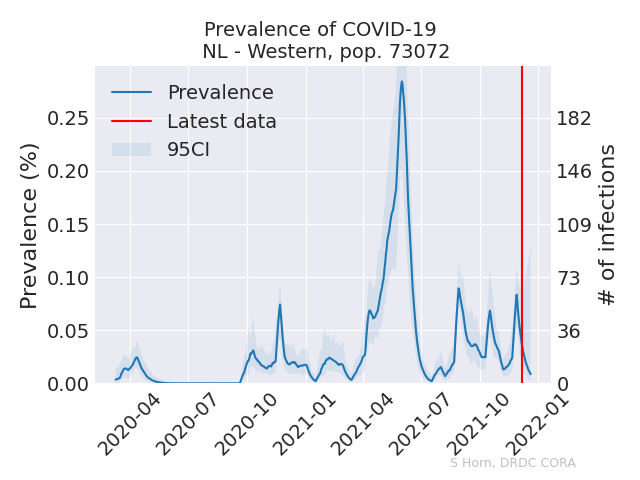 Prevalence of COVID-19
NL - Western, pop. 73072
Prevalence
Latest data
95CI
Prevalence (%)
0.25
0.20
0.15
0.10
0.05
0.00
182
146
109
73
36
0
# of infections
2020-04
2020-07
2020-10
2021-01
2021-04
2021-07
2021-10
2022-01
S Horn, DRDC CORA